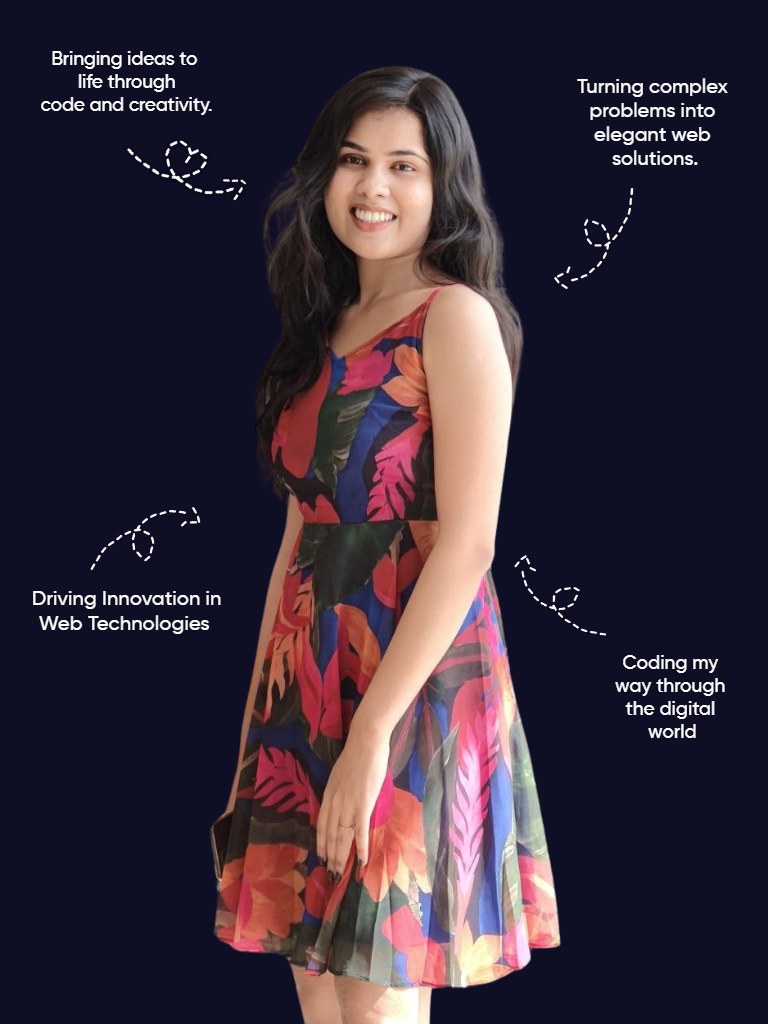 Bringing ideas to
life through
code and creativity.
Turning complex
problems into
elegant web
solutions.
Driving Innovation in
Web Technologies
Coding my
way through
the digital
world